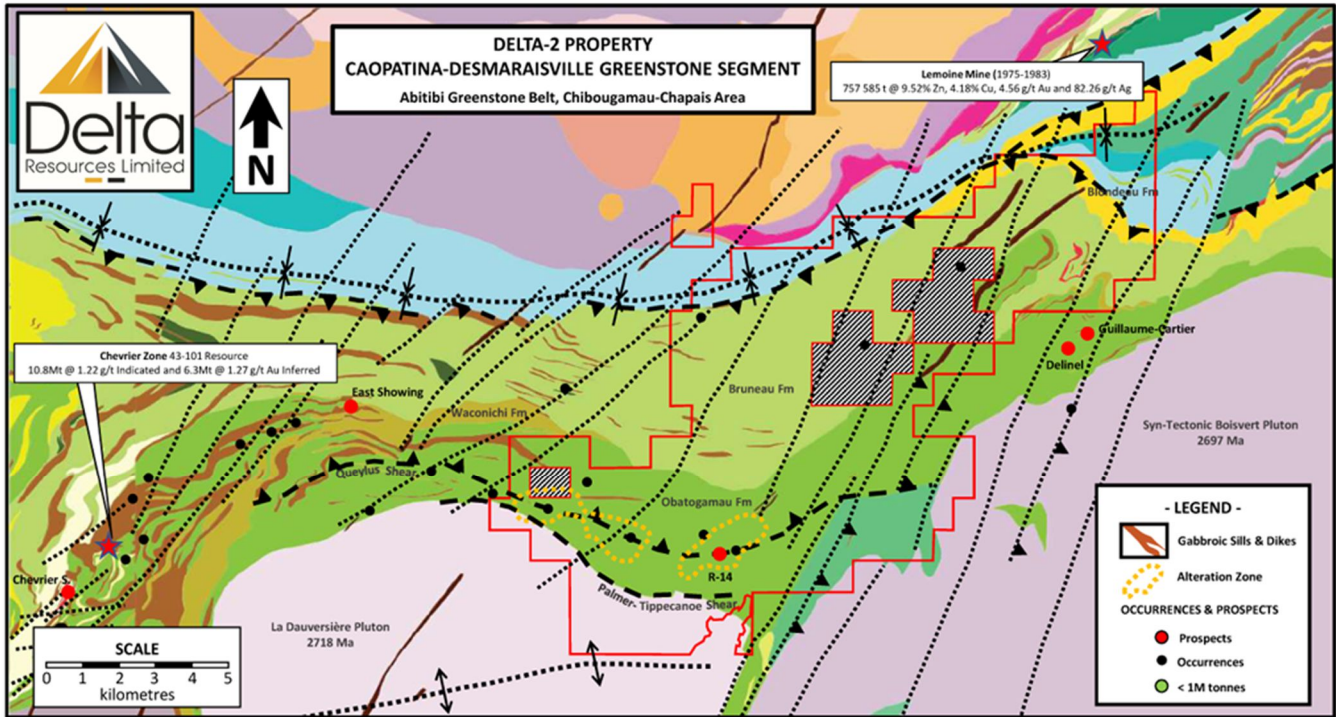 Delta
Resources Limited
N
DELTA-2 PROPERTY
CAOPATINA-DESMARAISVILLE GREENSTONE SEGMENT
Abitibi Greenstone Belt, Chibougamau-Chapais Area
Lemoine Mine (1975-1983)
757 585 t @ 9.52% Zn, 4.18% Cu, 4.56 g/t Au and 82.26 g/t Ag
Blondeau Fm
Chevrier Zone 43-101 Resource
10.8Mt @ 1.22 g/t Indicated and 6.3Mt @ 1.27 g/t Au Inferred
Guillaume-Cartier
Delinel
East Showing
Waconichi Fm
Bruneau Fm
Syn-Tectonic Boisvert Pluton
2697 Ma
Queylus Shear
Obatogamau Fm
R-14
Chevrier S.
Palmer-Tippecanoe Shear
La Dauversière Pluton
2718 Ma
SCALE
0 1 2 3 4 5
kilometres
- LEGEND -
Gabbroic Sills & Dikes
Alteration Zone
OCCURRENCES & PROSPECTS
Prospects
Occurrences
< 1M tonnes